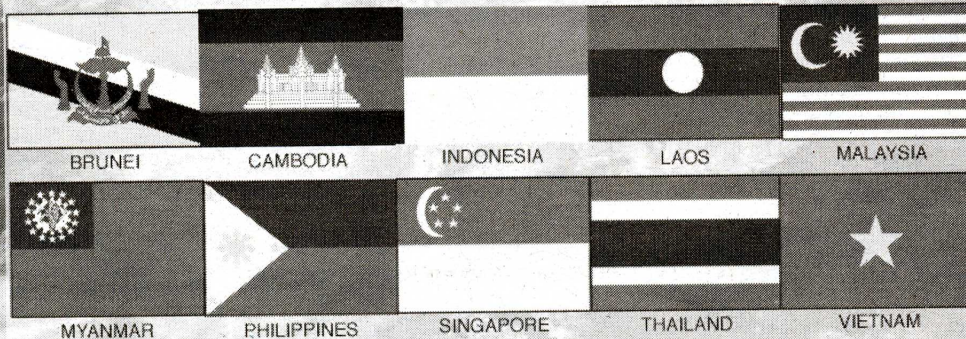 BRUNEI CAMBODIA INDONESIA LAOS MALAYSIA
MYANMAR PHILIPPINES SINGAPORE THAILAND VIETNAM